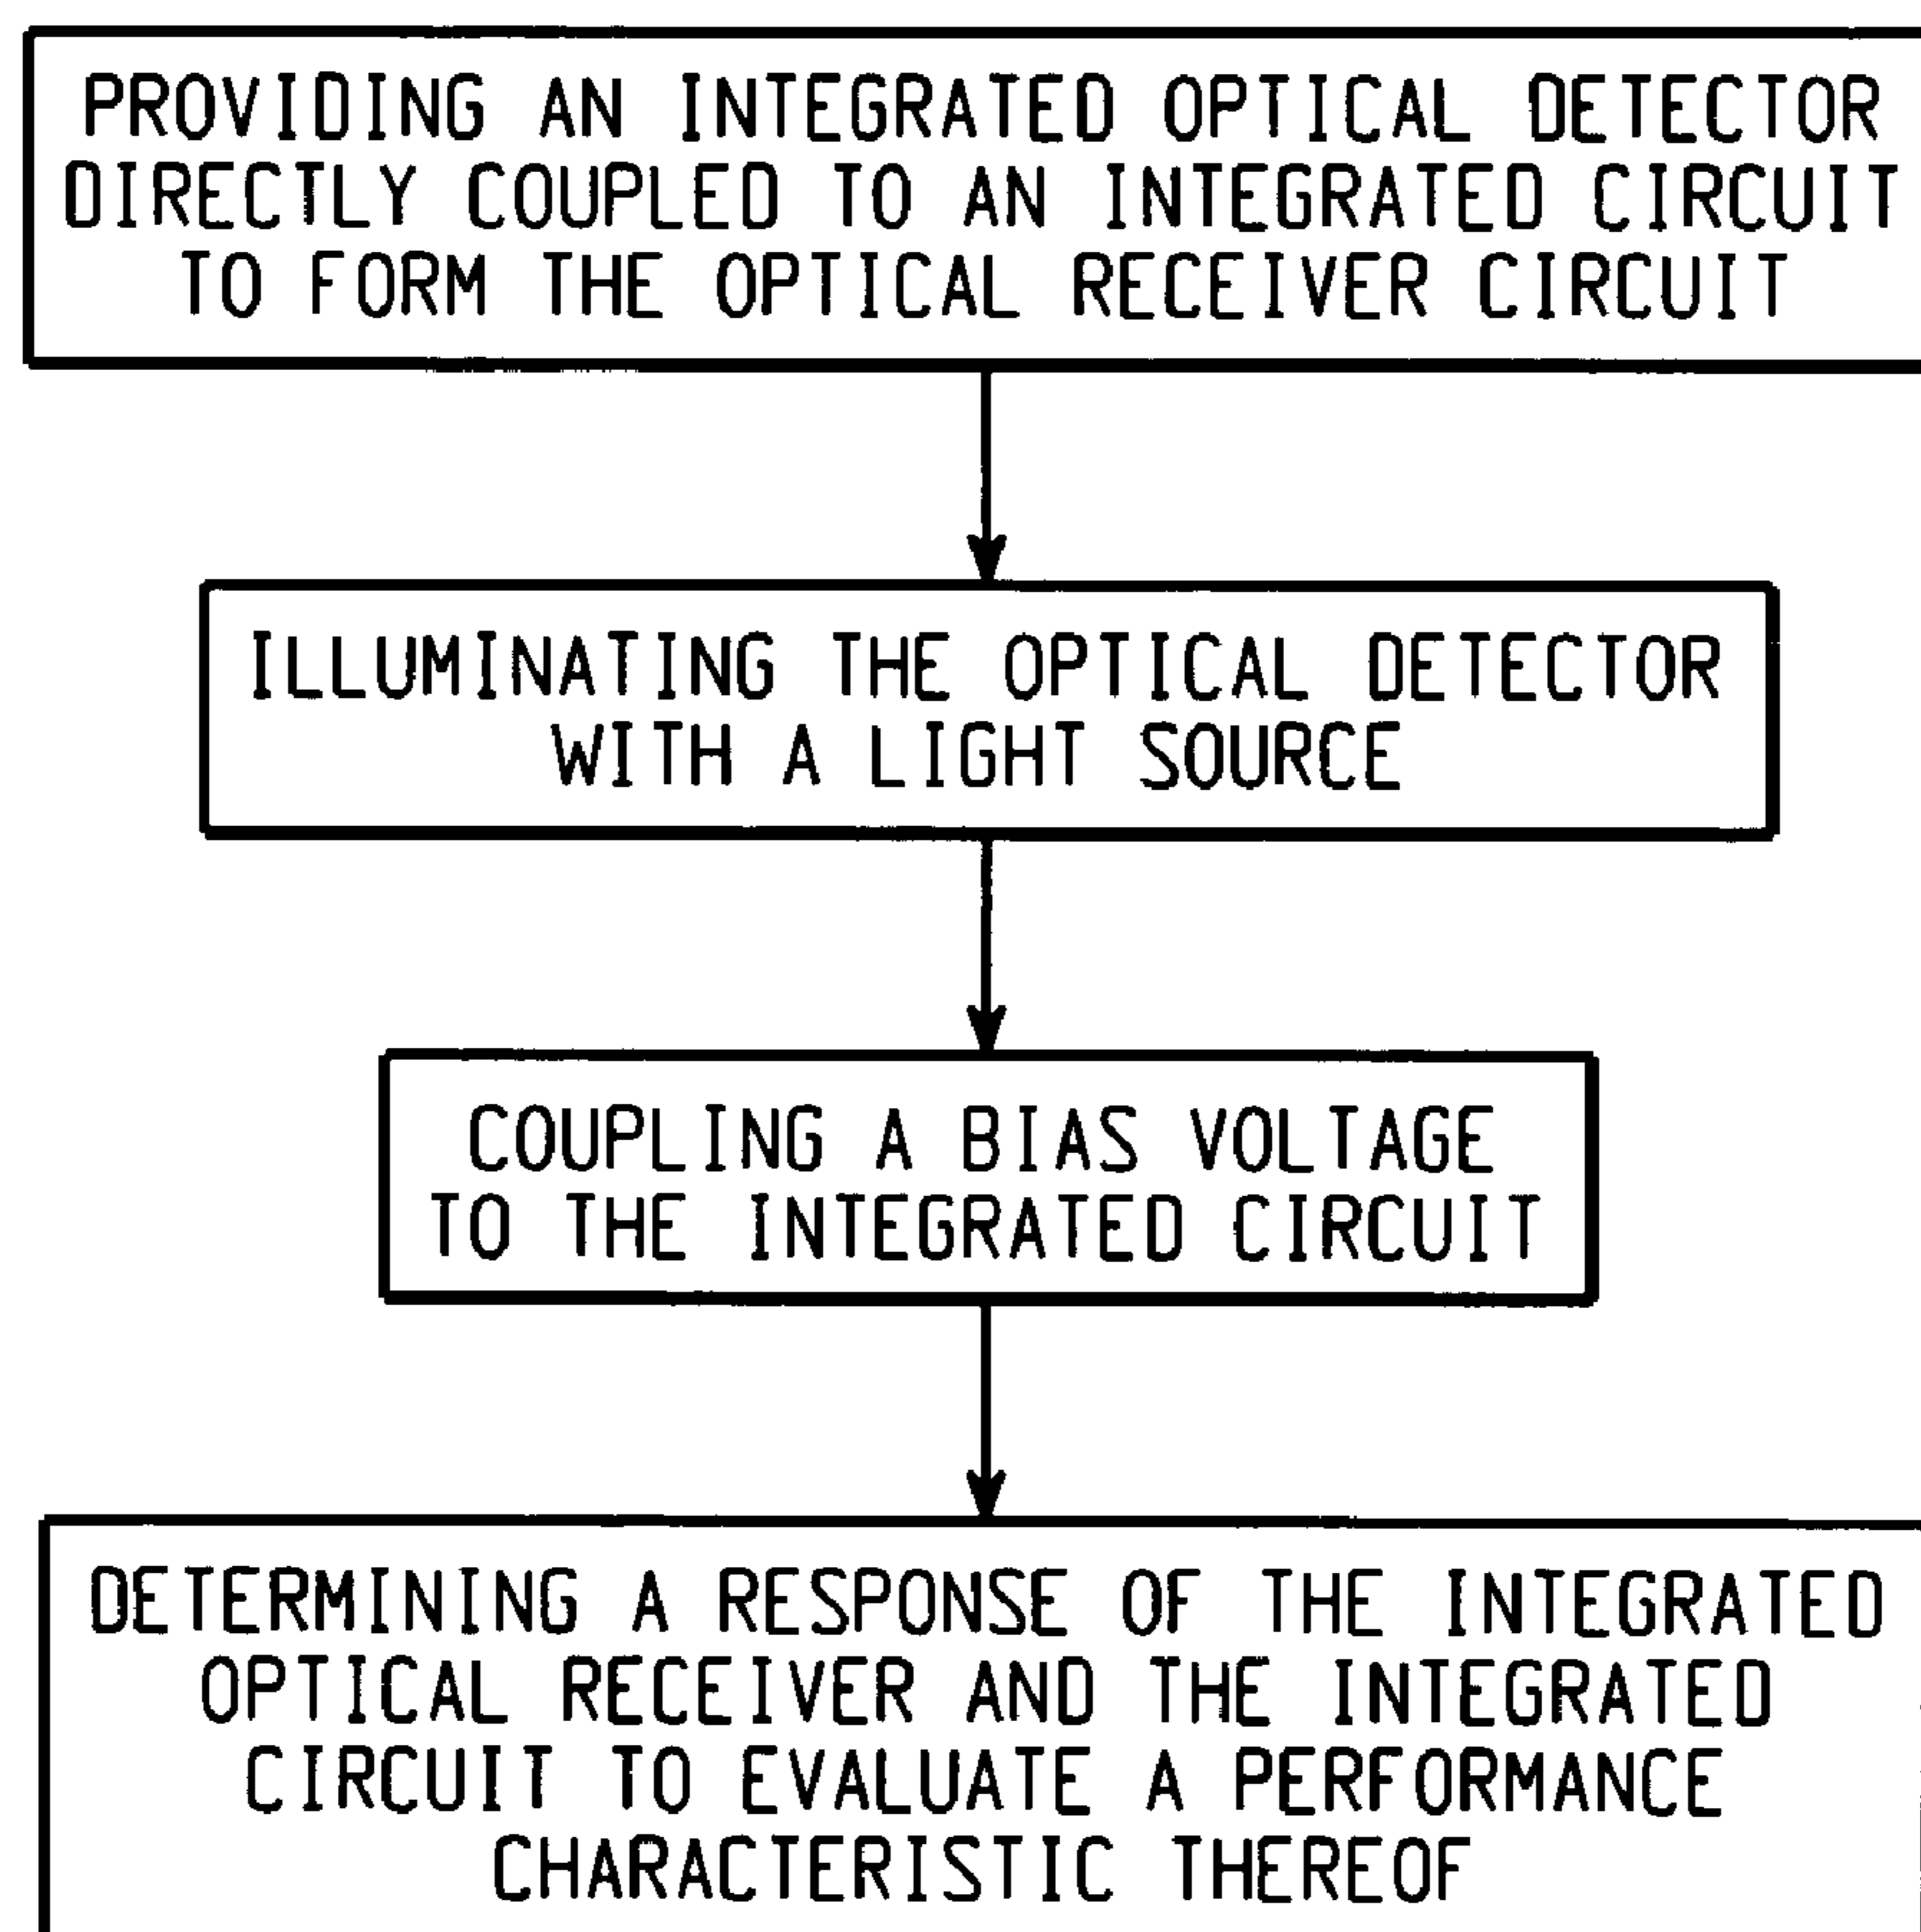 PROVIDING AN INTEGRATED OPTICAL DETECTOR
DIRECTLY COUPLED TO AN INTEGRATED CIRCUIT
TO FORM THE OPTICAL RECEIVER CIRCUIT
ILLUMINATING THE OPTICAL DETECTOR
WITH A LIGHT SOURCE
COUPLING A BIAS VOLTAGE
TO THE INTEGRATED CIRCUIT
DETERMINING A RESPONSE OF THE INTEGRATED
OPTICAL RECEIVER AND THE INTEGRATED
CIRCUIT TO EVALUATE A PERFORMANCE
CHARACTERISTIC THEREOF